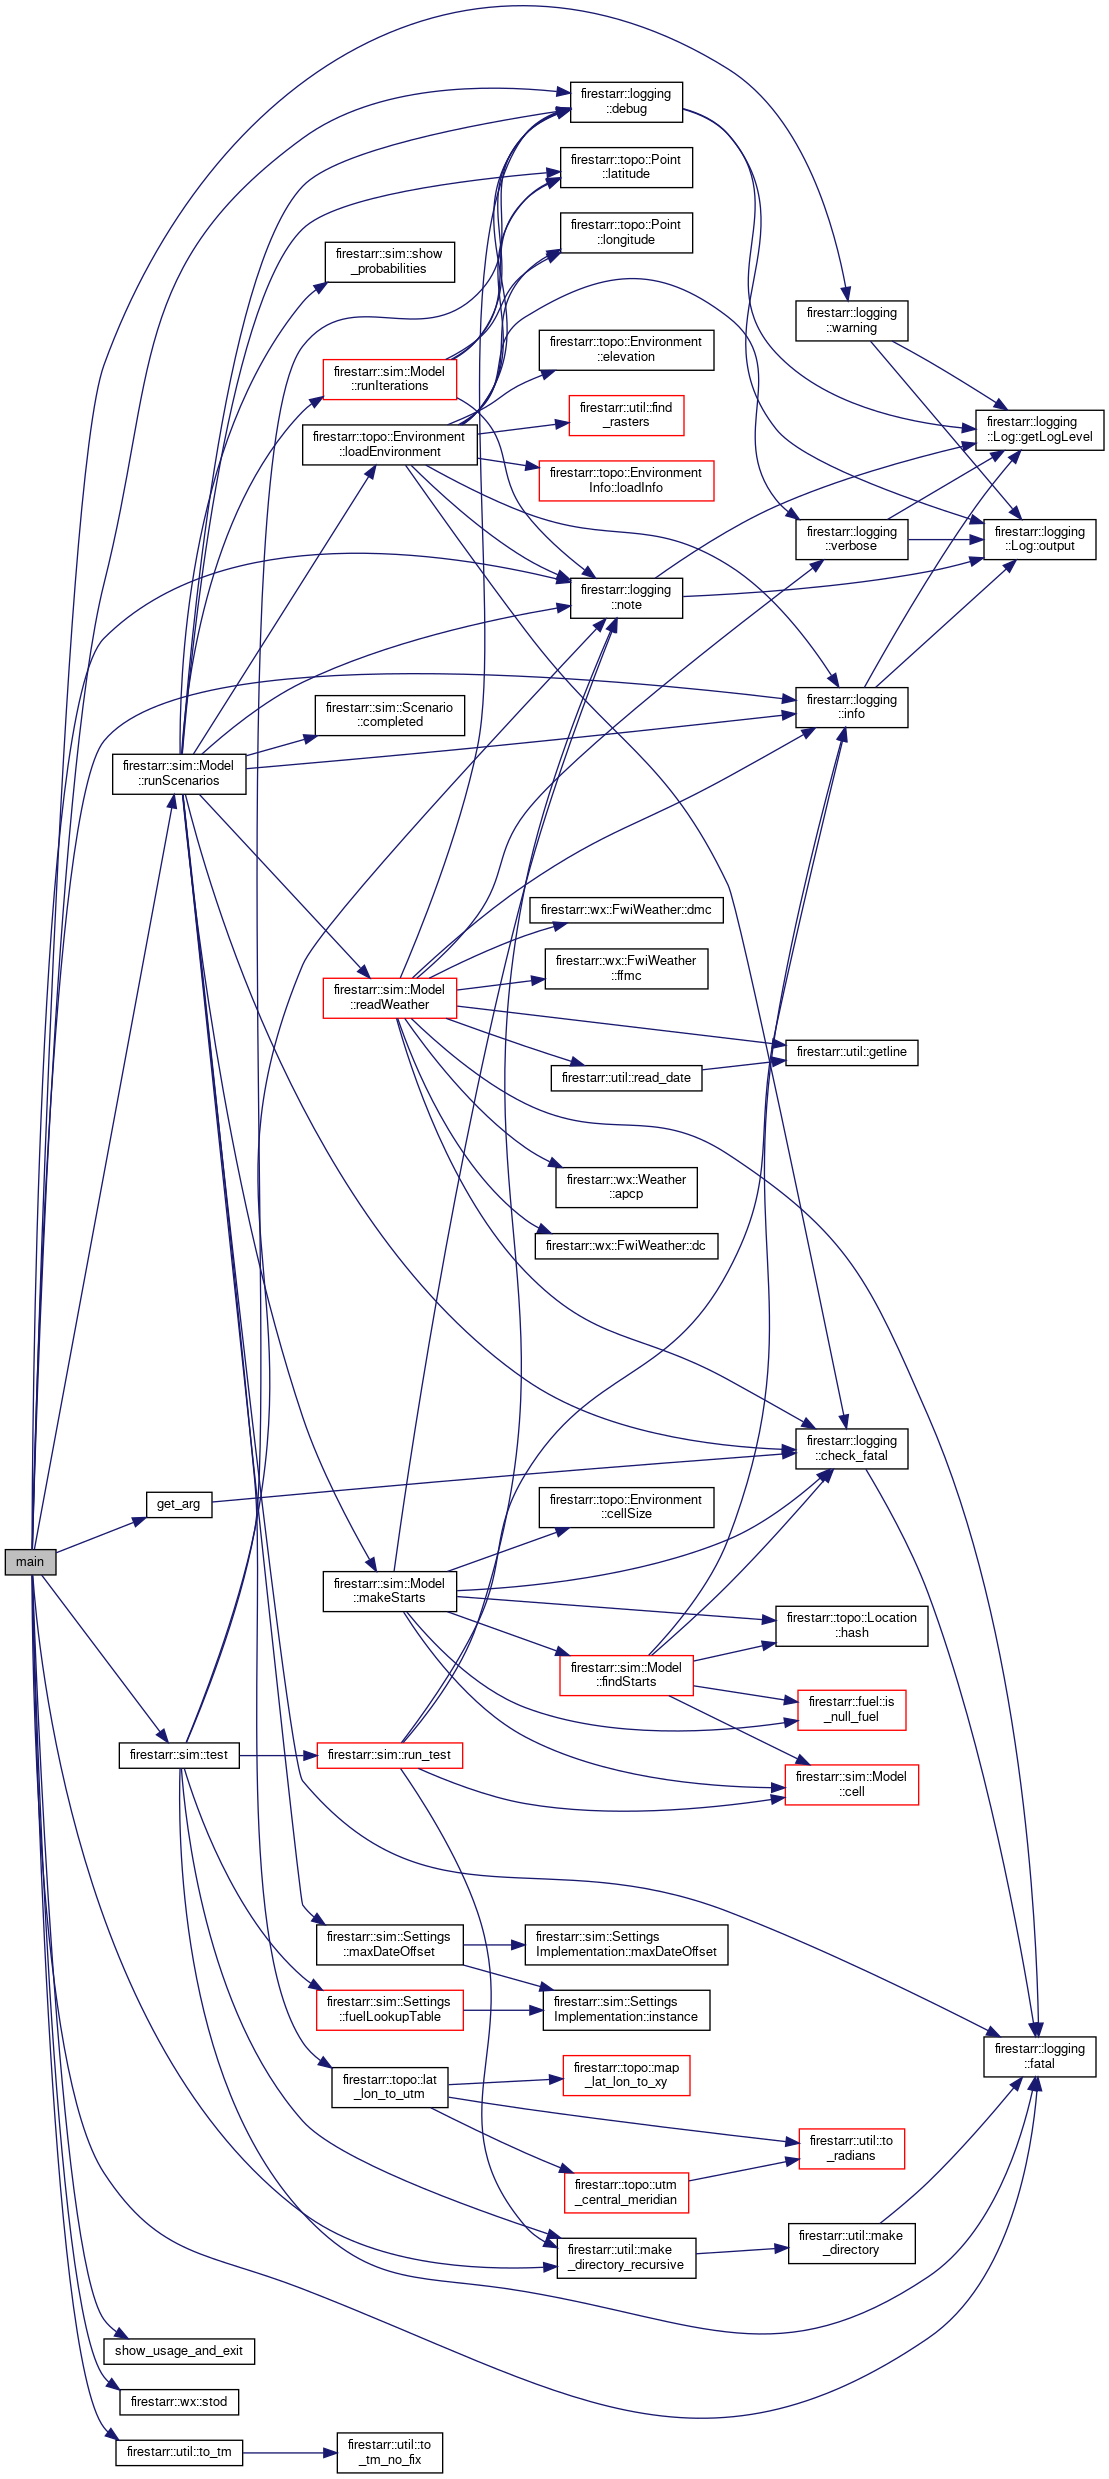 firestarr::logging
::debug
firestarr::topo::Point
::latitude
firestarr::topo::Point
::longitude
firestarr::sim::show
_probabilities
firestarr::logging
::warning
firestarr::topo::Environment
::elevation
firestarr::sim::Model
::runIterations
firestarr::util::find
_rasters
firestarr::logging
::Log::getLogLevel
firestarr::topo::Environment
::loadEnvironment
firestarr::topo::Environment
Info::loadInfo
firestarr::logging
::verbose
firestarr::logging
::Log::output
firestarr::logging
::note
firestarr::logging
::info
firestarr::sim::Scenario
::completed
firestarr::sim::Model
::runScenarios
firestarr::wx::FwiWeather::dmc
firestarr::wx::FwiWeather
::ffmc
firestarr::sim::Model
::readWeather
firestarr::util::getline
firestarr::util::read_date
firestarr::wx::Weather
::apcp
firestarr::wx::FwiWeather::dc
firestarr::logging
::check_fatal
get_arg
firestarr::topo::Environment
::cellSize
main
firestarr::sim::Model
::makeStarts
firestarr::topo::Location
::hash
firestarr::sim::Model
::findStarts
firestarr::fuel::is
_null_fuel
firestarr::sim::test
firestarr::sim::run_test
firestarr::sim::Model
::cell
firestarr::sim::Settings
::maxDateOffset
firestarr::sim::Settings
Implementation::maxDateOffset
firestarr::sim::Settings
::fuelLookupTable
firestarr::sim::Settings
Implementation::instance
firestarr::logging
::fatal
firestarr::topo::lat
_lon_to_utm
firestarr::topo::map
_lat_lon_to_xy
firestarr::util::to
_radians
firestarr::topo::utm
_central_meridian
firestarr::util::make
_directory_recursive
firestarr::util::make
_directory
show_usage_and_exit
firestarr::wx::stod
firestarr::util::to_tm
firestarr::util::to
_tm_no_fix